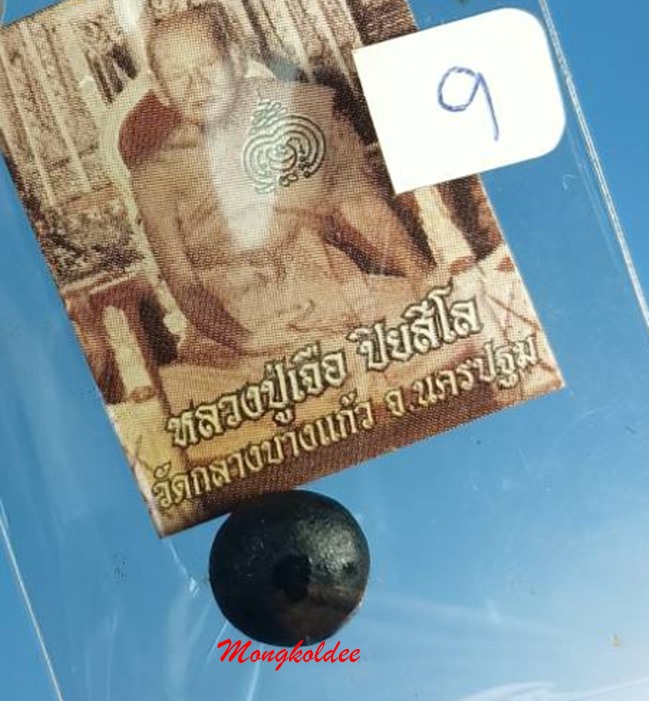 9
หลวงปู่เจือ ปิยสีโล
วัดกลางบางแก้ว จ.นครปฐม
Mongkoldee